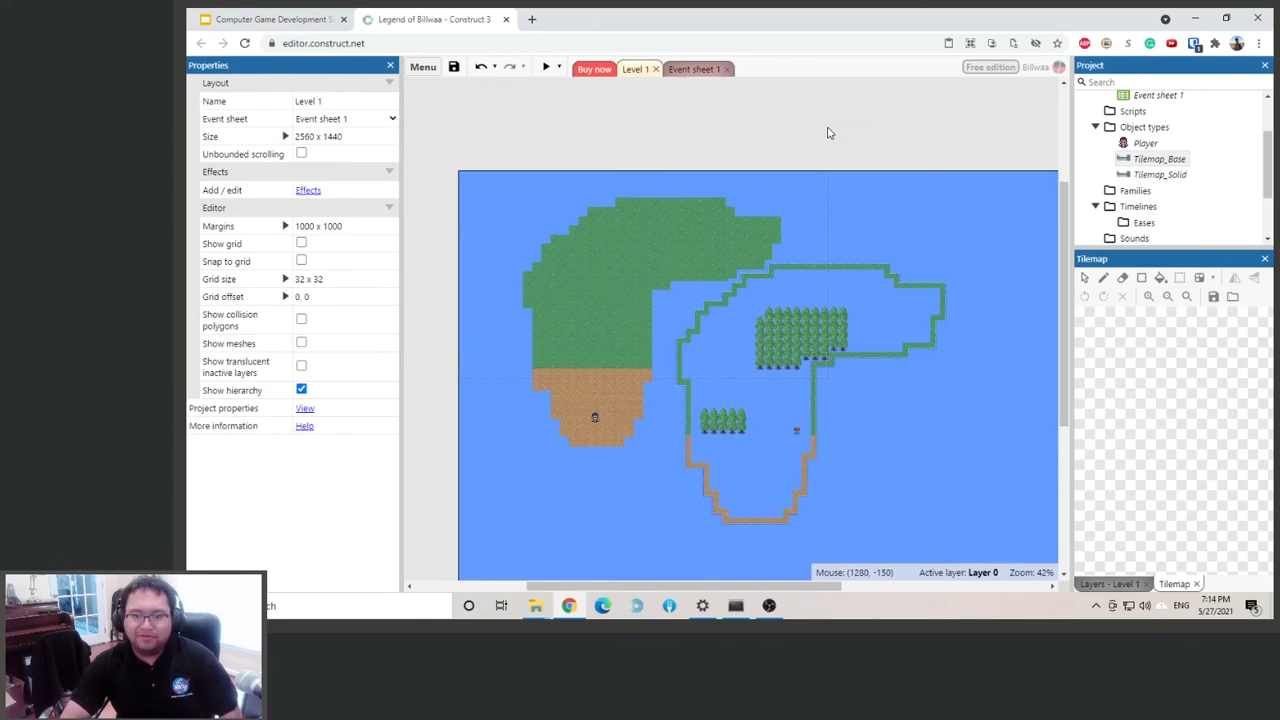 Computer Game Development S
Legend of Billwaa - Construct 3
editor.construct.net
Properties
Menu
Buy now
Level 1
Event sheet 1
Free edition
Billwaa
Project
Layout
Name
Level 1
Event sheet
Event sheet 1
Size
2560 x 1440
Unbounded scrolling
Effects
Add / edit
Effects
Editor
Margins
1000 x 1000
Show grid
Snap to grid
Grid size
32 x 32
Grid offset
0, 0
Show collision
polygons
Show meshes
Show translucent
inactive layers
Show hierarchy
Project properties
View
More information
Help
Search
Event sheet 1
Scripts
Object types
Player
Tilemap_Base
Tilemap_Solid
Families
Timelines
Eases
Sounds
Tilemap
Mouse: (1280, -150)
Active layer: Layer 0
Zoom: 42%
Layers - Level 1
Tilemap
ch
ENG
7:14 PM
5/27/2021